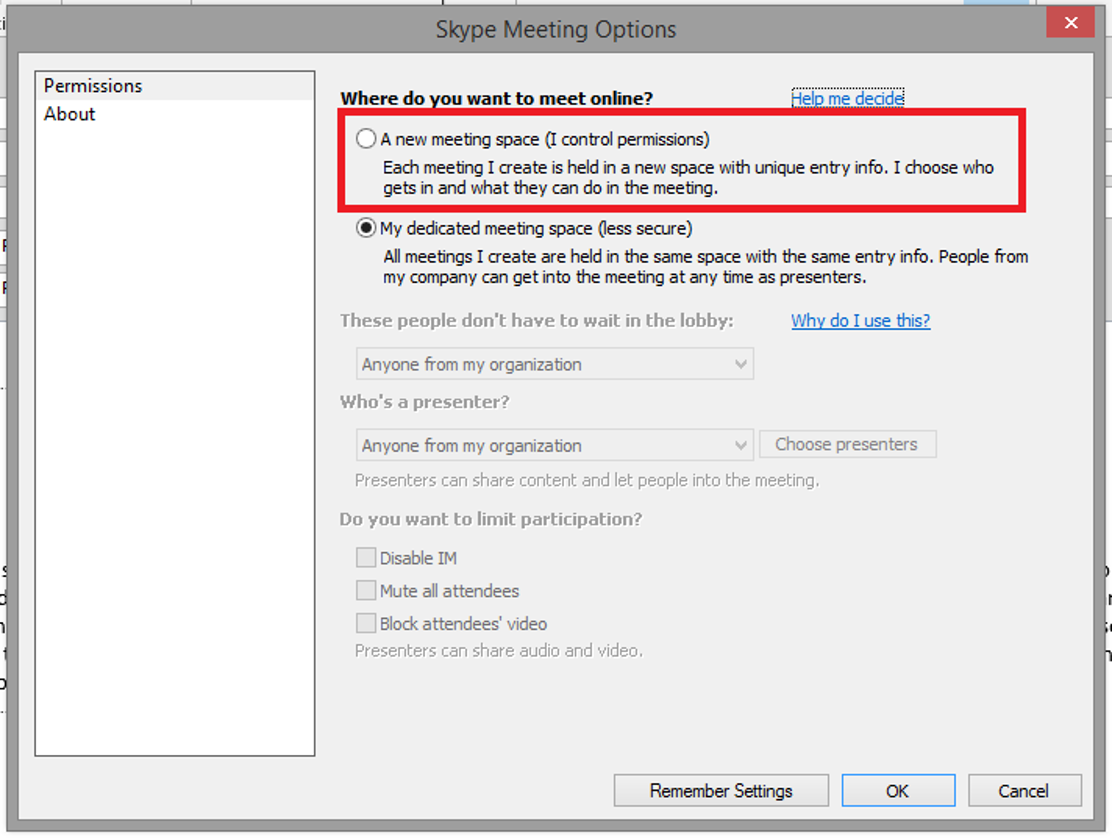 Skype Meeting Options
Permissions
About
Where do you want to meet online?
Help me decide
A new meeting space (I control permissions)
Each meeting I create is held in a new space with unique entry info. I choose who
gets in and what they can do in the meeting.
My dedicated meeting space (less secure)
All meetings I create are held in the same space with the same entry info. People from
my company can get into the meeting at any time as presenters.
These people don't have to wait in the lobby:
Why do I use this?
Anyone from my organization
Who's a presenter?
Anyone from my organization
Choose presenters
Presenters can share content and let people into the meeting.
Do you want to limit participation?
Disable IM
Mute all attendees
Block attendees' video
Presenters can share audio and video.
Remember Settings
OK
Cancel